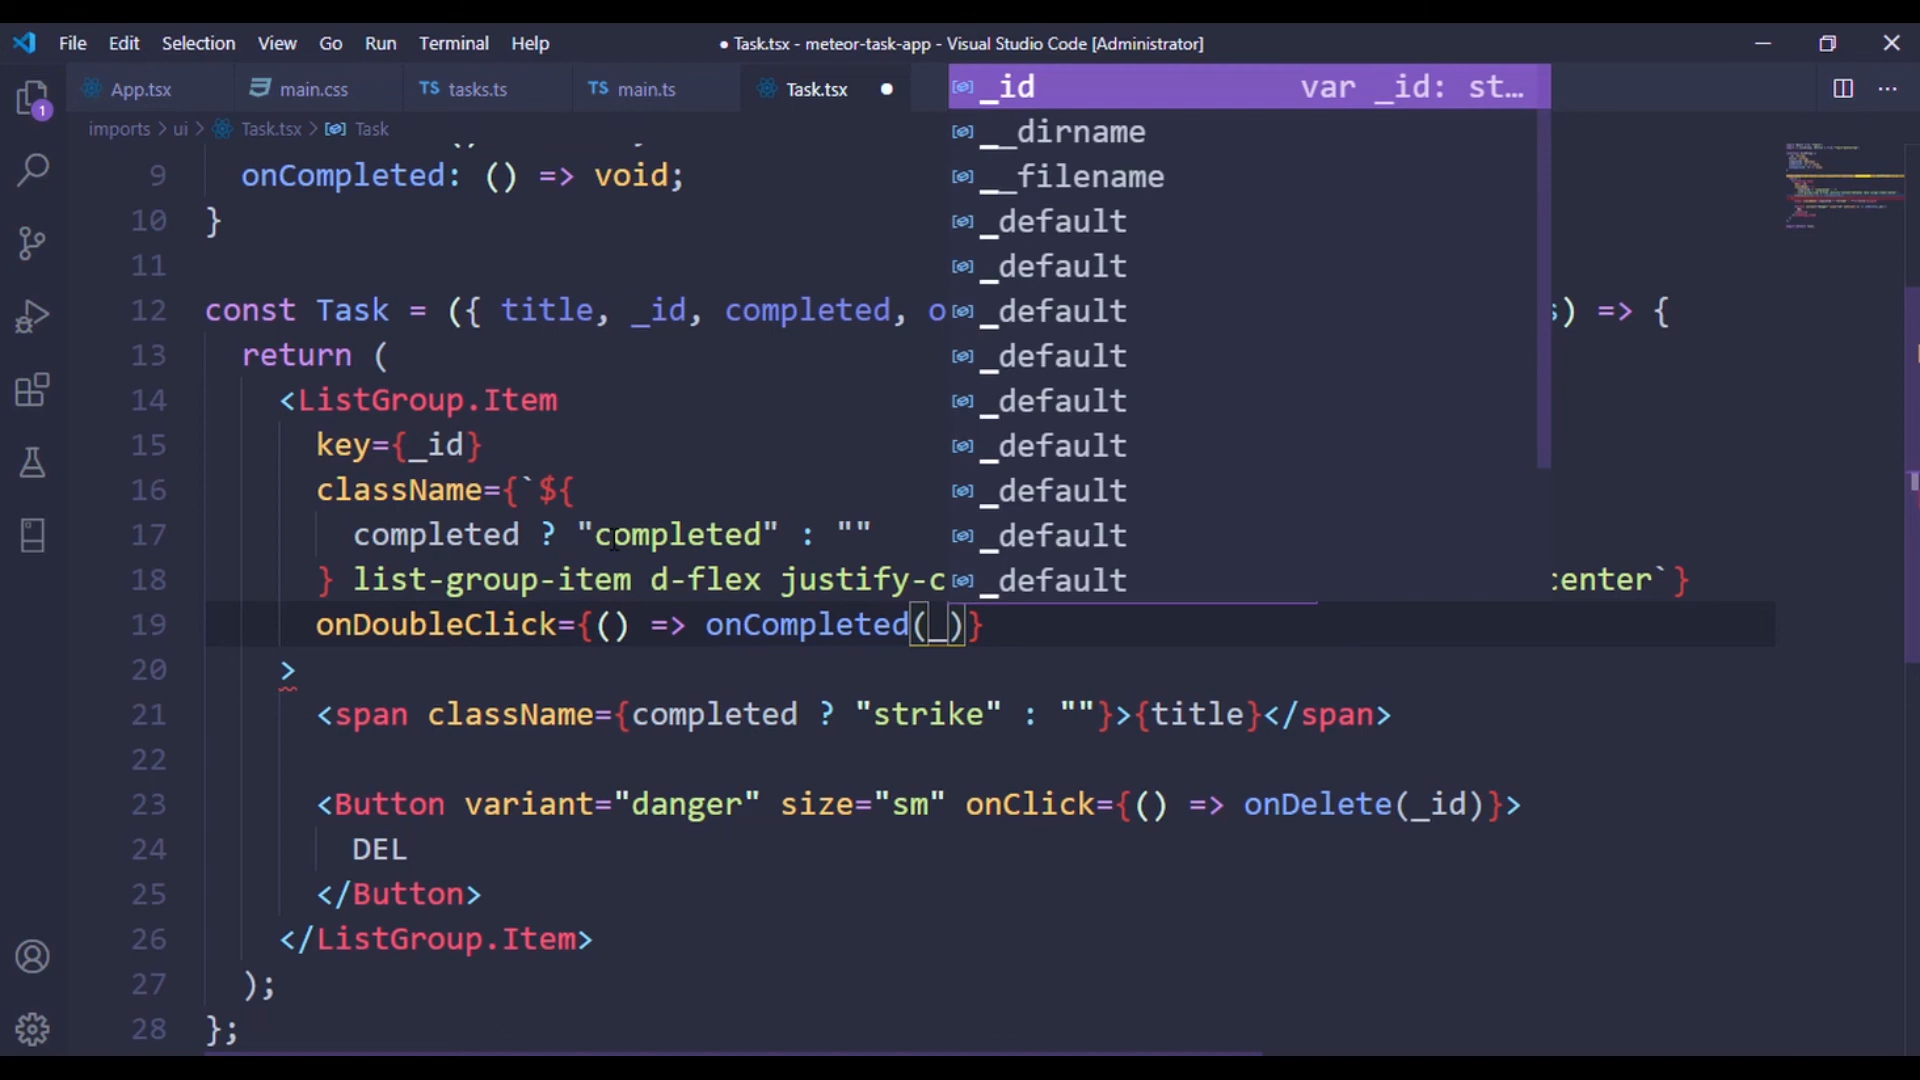 File Edit Selection View Go Run Terminal Help ● Task.tsx - meteor-task-app - Visual Studio Code [Administrator]
1
App.tsx main.css TS tasks.ts TS main.ts Task.tsx ●
imports > ui > Task.tsx > Task
_id var _id: st…
__dirname
__filename
_default
_default
_default
_default
_default
_default
_default
_default
_default
9 onCompleted: () => void;
10 }
11
12 const Task = ({ title, _id, completed, o ) => {
13 return (
14 <ListGroup.Item
15 key={_id}
16 className={`${
17 completed ? "completed" : ""
18 } list-group-item d-flex justify-c center`}
19 onDoubleClick={() => onCompleted(_)}
20 >
21 <span className={completed ? "strike" : ""}>{title}</span>
22
23 <Button variant="danger" size="sm" onClick={() => onDelete(_id)}>
24 DEL
25 </Button>
26 </ListGroup.Item>
27 );
28 };